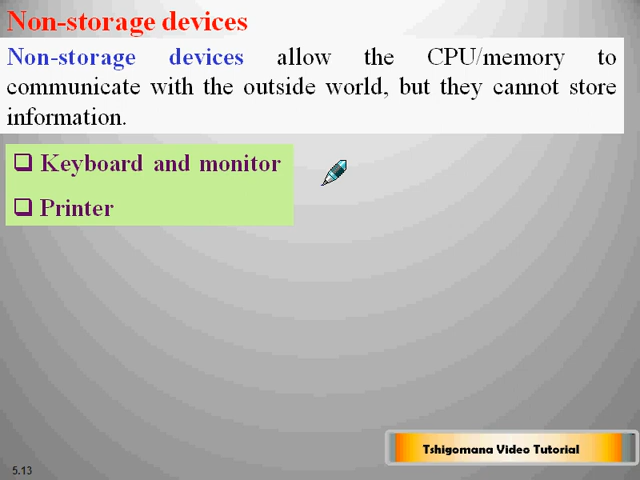 Non-storage devices
Non-storage devices allow the CPU/memory to
communicate with the outside world, but they cannot store
information.
❑ Keyboard and monitor
❑ Printer
Tshigomana Video Tutorial
5.13